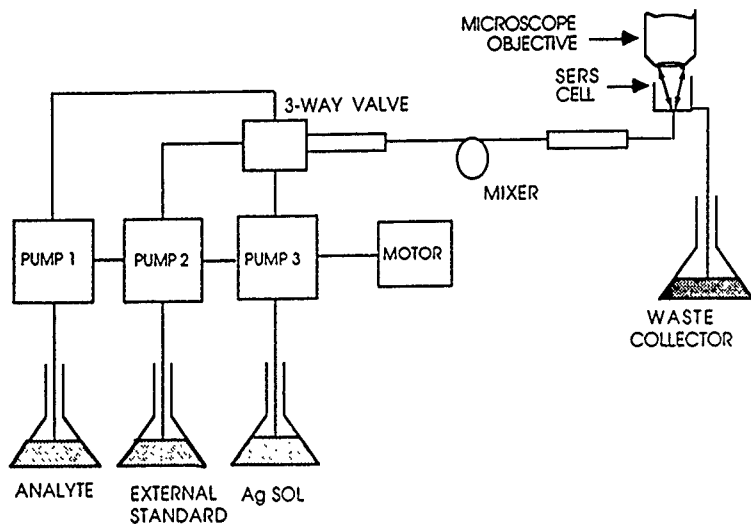 MICROSCOPE
OBJECTIVE
SERS
CELL
3-WAY VALVE
MIXER
PUMP 1
PUMP 2
PUMP 3
MOTOR
WASTE
COLLECTOR
ANALYTE
EXTERNAL
STANDARD
Ag SOL